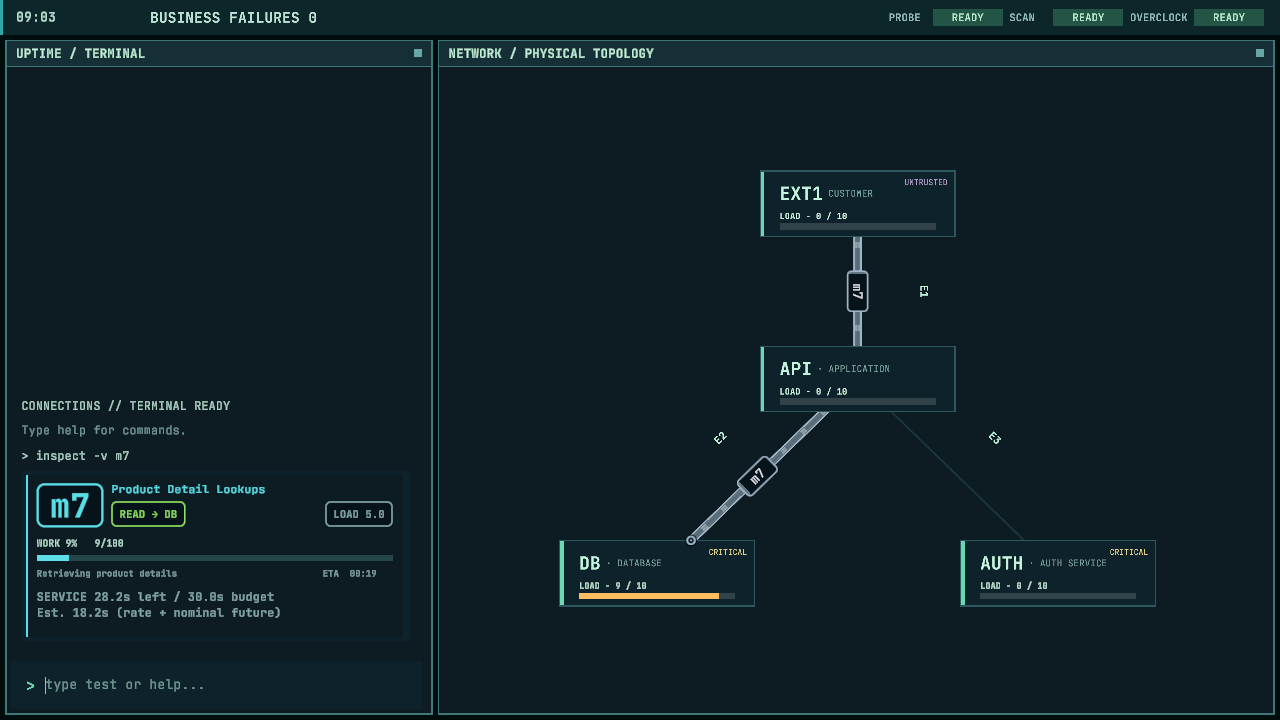 09:03 BUSINESS FAILURES 0 PROBE READY SCAN READY OVERCLOCK READY
UPTIME / TERMINAL
CONNECTIONS // TERMINAL READY
Type help for commands.
> inspect -v m7
m7 Product Detail Lookups
READ → DB LOAD 5.0
WORK 9% 9/100
Retrieving product details ETA 00:19
SERVICE 28.2s left / 30.0s budget
Est. 18.2s (rate + nominal future)
> type test or help...
NETWORK / PHYSICAL TOPOLOGY
UNTRUSTED
EXT1 CUSTOMER
LOAD - 0 / 10
m7
E1
API · APPLICATION
LOAD - 0 / 10
E2
E3
m7
CRITICAL
DB · DATABASE
LOAD - 9 / 10
CRITICAL
AUTH · AUTH SERVICE
LOAD - 0 / 10